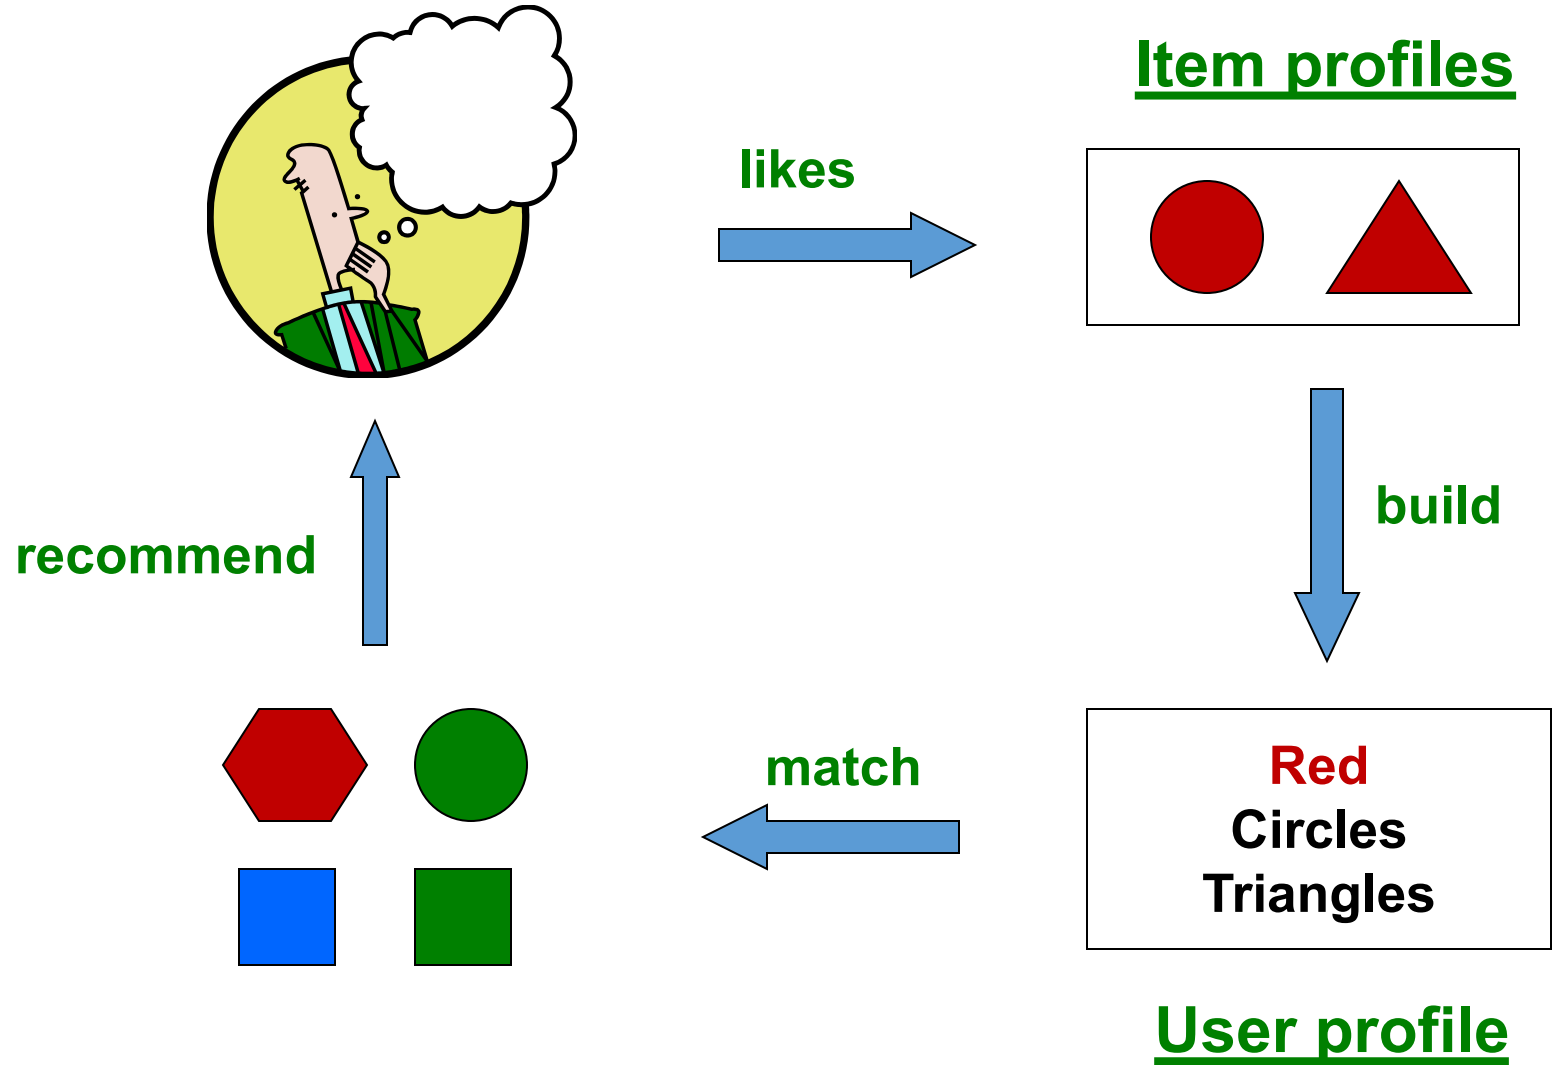 Item profiles
likes
build
recommend
match
Red
Circles
Triangles
User profile